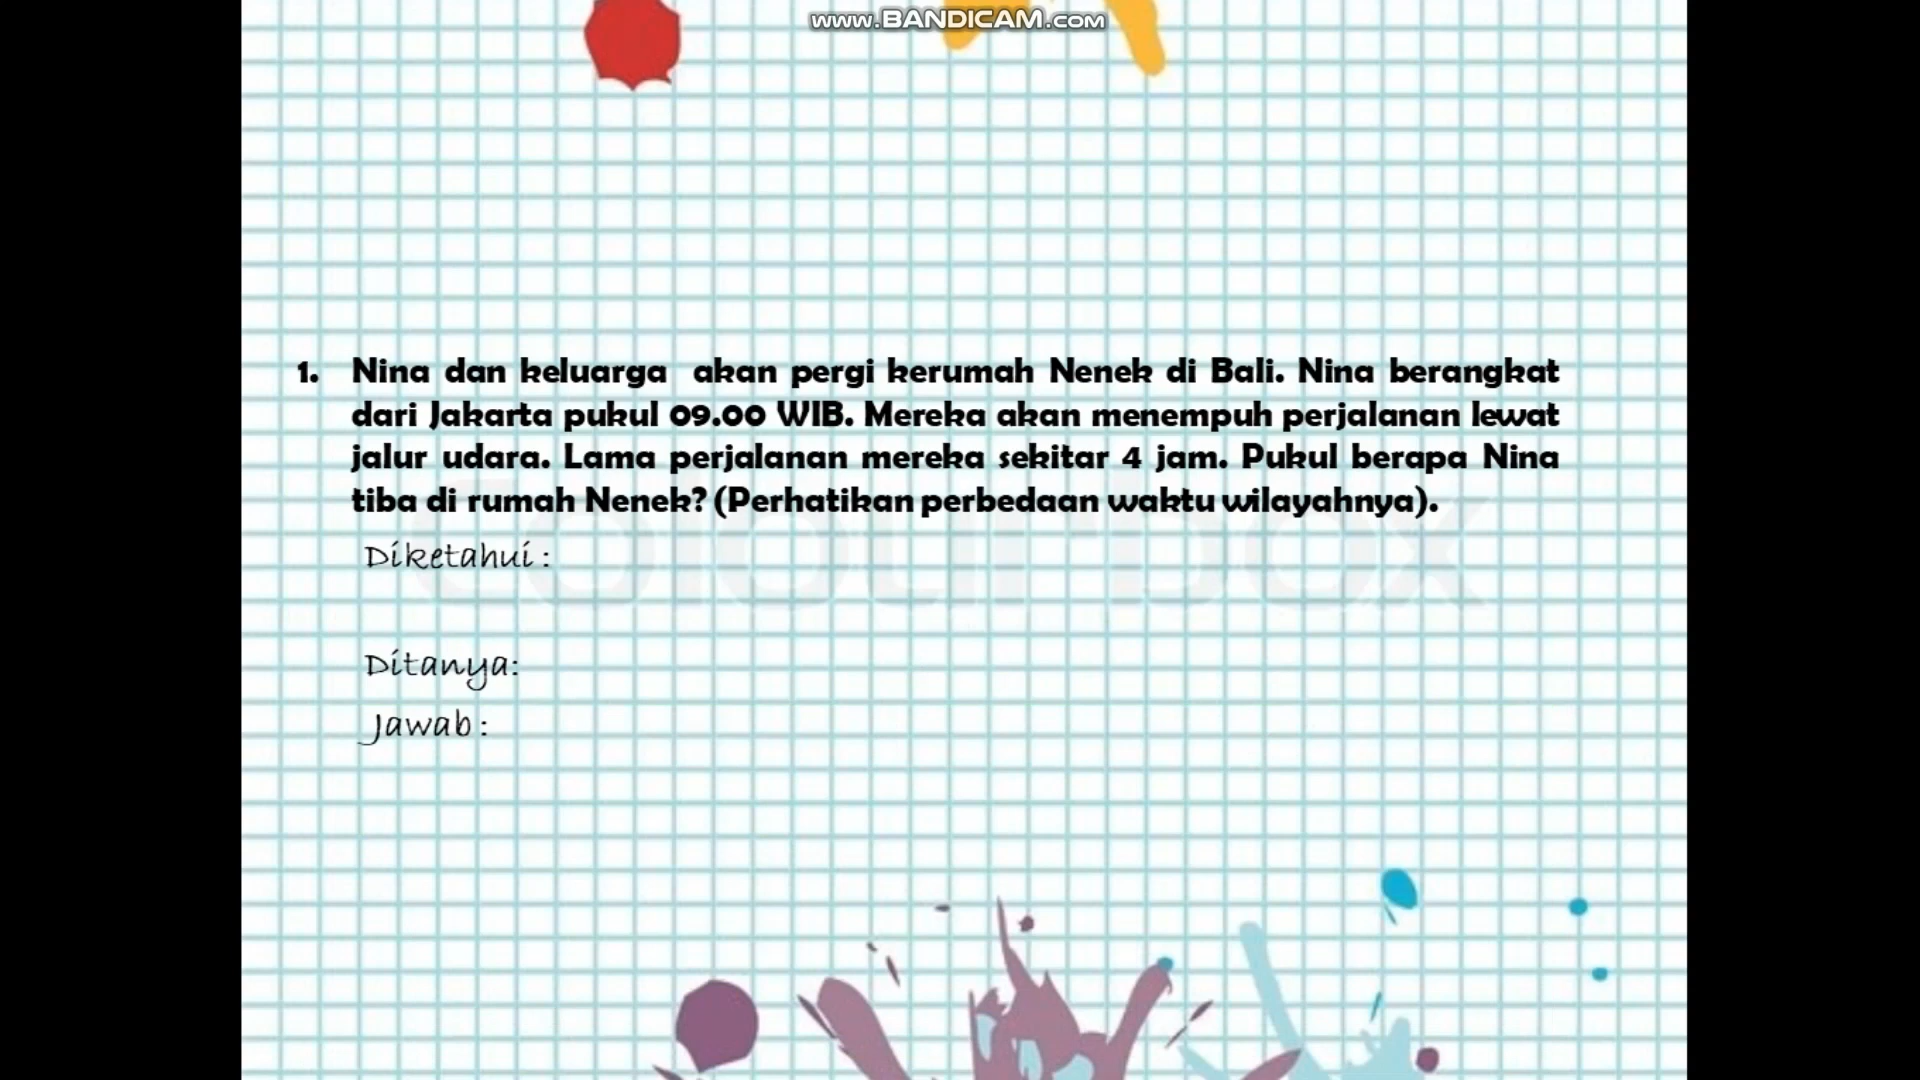 www.BANDICAM.com
1. Nina dan keluarga akan pergi kerumah Nenek di Bali. Nina berangkat
dari Jakarta pukul 09.00 WIB. Mereka akan menempuh perjalanan lewat
jalur udara. Lama perjalanan mereka sekitar 4 jam. Pukul berapa Nina
tiba di rumah Nenek? (Perhatikan perbedaan waktu wilayahnya).
colourbox
Diketahui :
Ditanya:
Jawab :